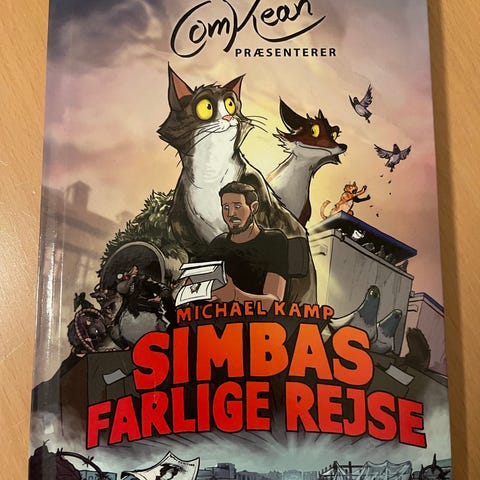 ComKean
PRÆSENTERER
MICHAEL KAMP
SIMBAS
FARLIGE REJSE